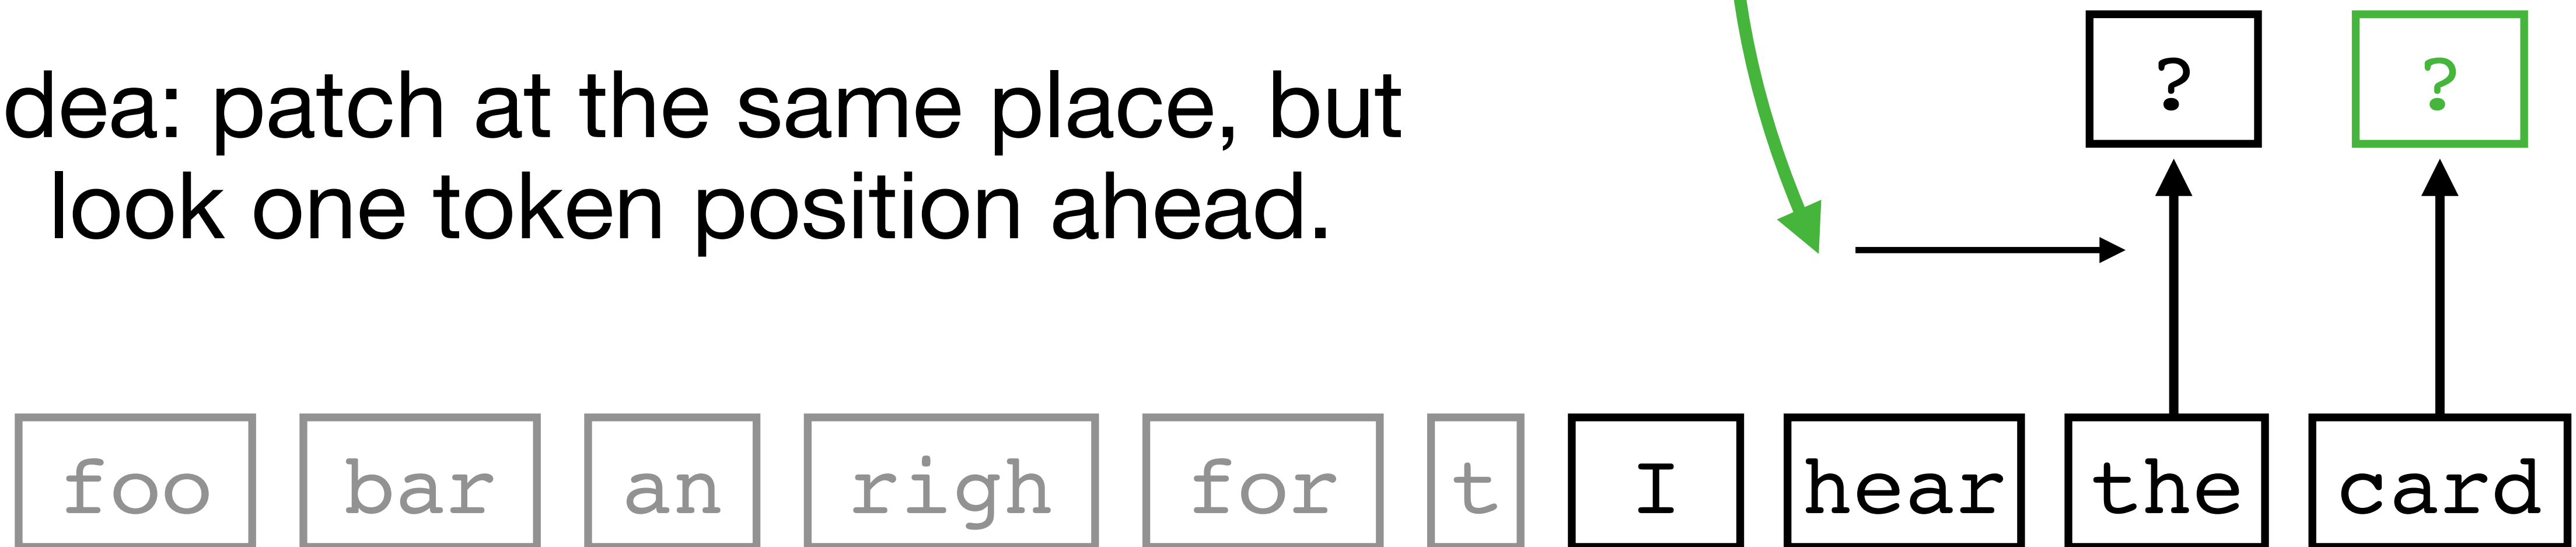 dea: patch at the same place, but
look one token position ahead.
? ?
foo bar an righ for t I hear the card